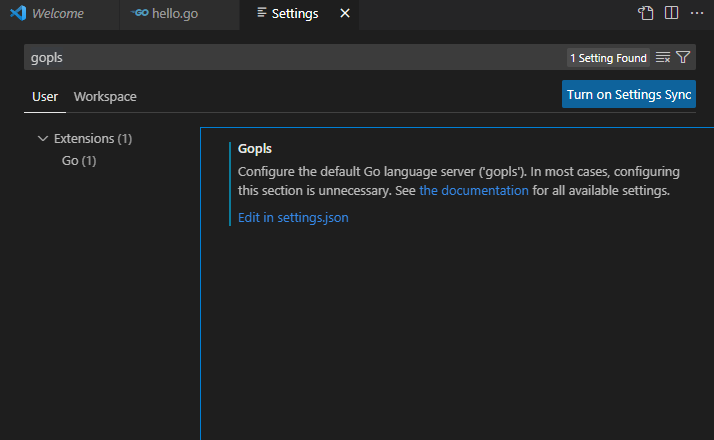 Welcome
GO hello.go
Settings
gopls
1 Setting Found
User
Workspace
Turn on Settings Sync
Extensions (1)
Go (1)
Gopls
Configure the default Go language server ('gopls'). In most cases, configuring
this section is unnecessary. See the documentation for all available settings.
Edit in settings.json